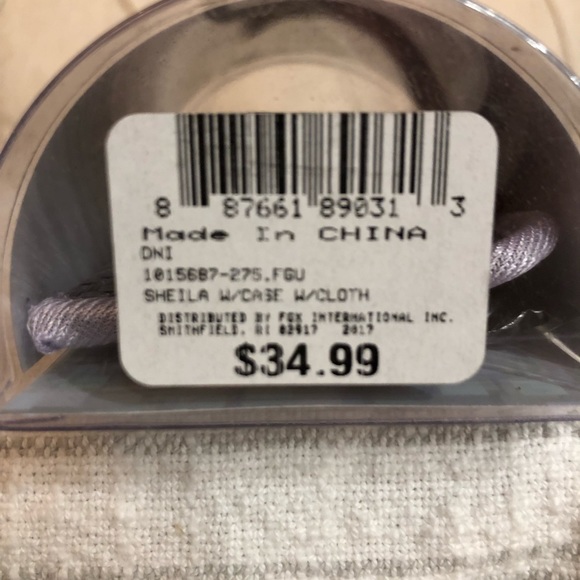 8 87661 89031 3
Made In CHINA
DNI
1015687-275.FGU
SHEILA W/CASE W/CLOTH
DISTRIBUTED BY FGX INTERNATIONAL INC.
SMITHFIELD, RI 02917 2017
$34.99